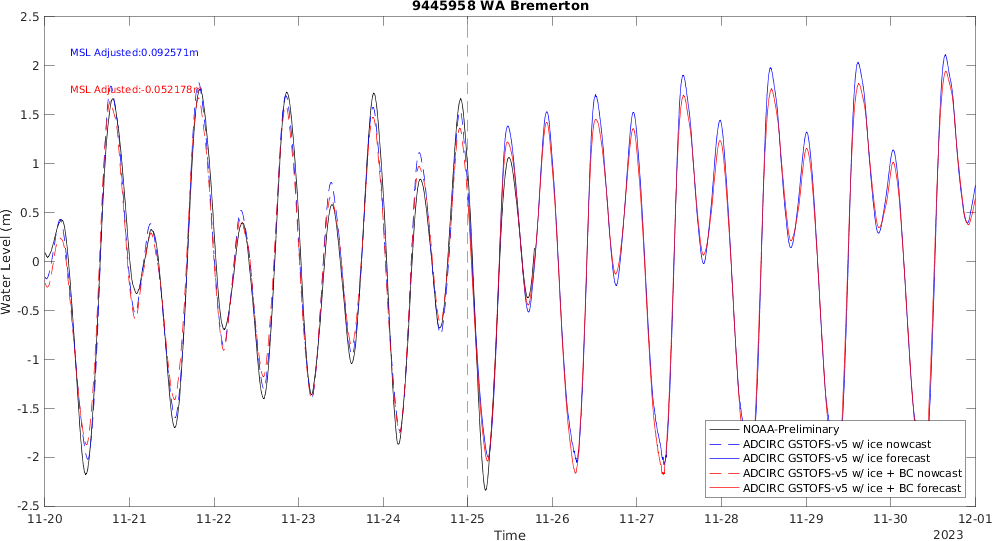 9445958 WA Bremerton
2.5
2
1.5
1
0.5
0
-0.5
-1
-1.5
-2
-2.5
Water Level (m)
MSL Adjusted:0.092571m
MSL Adjusted:-0.052178m
NOAA-Preliminary
ADCIRC GSTOFS-v5 w/ ice nowcast
ADCIRC GSTOFS-v5 w/ ice forecast
ADCIRC GSTOFS-v5 w/ ice + BC nowcast
ADCIRC GSTOFS-v5 w/ ice + BC forecast
11-20 11-21 11-22 11-23 11-24 11-25 11-26 11-27 11-28 11-29 11-30 12-01
Time
2023